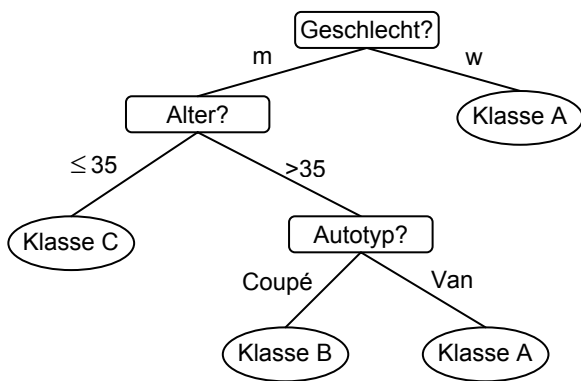 Geschlecht?
m
w
Alter?
Klasse A
≤ 35
>35
Klasse C
Autotyp?
Coupé
Van
Klasse B
Klasse A